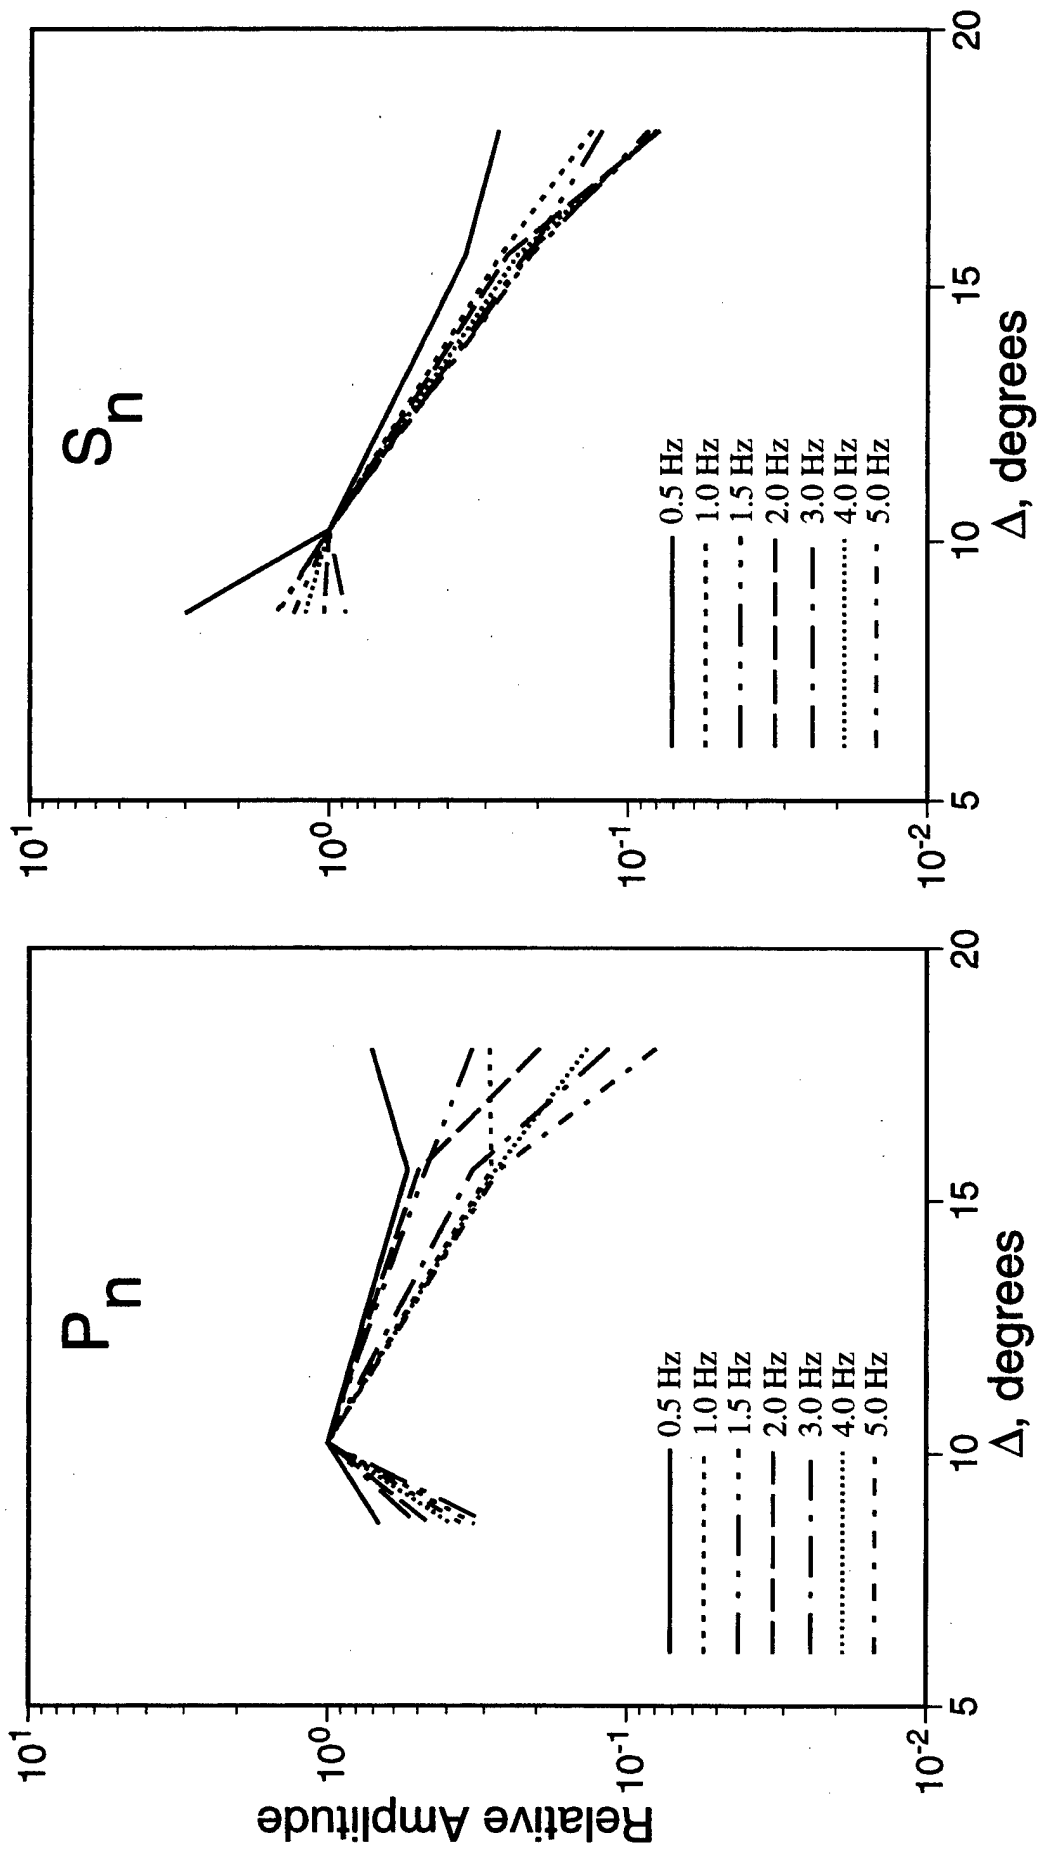 Pn
10¹
10⁰
10⁻¹
10⁻²
Relative Amplitude
0.5 Hz
1.0 Hz
1.5 Hz
2.0 Hz
3.0 Hz
4.0 Hz
5.0 Hz
5
10
15
20
Δ, degrees
Sn
10¹
10⁰
10⁻¹
10⁻²
0.5 Hz
1.0 Hz
1.5 Hz
2.0 Hz
3.0 Hz
4.0 Hz
5.0 Hz
5
10
15
20
Δ, degrees